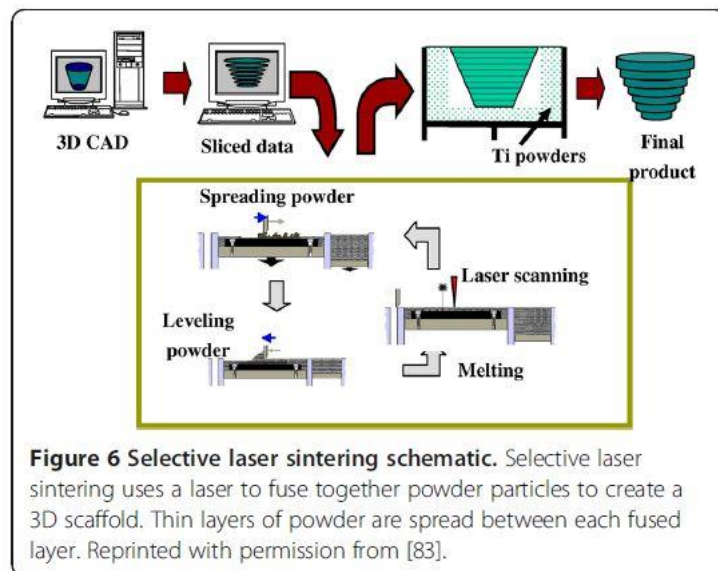 3D CAD
Sliced data
Ti powders
Final
product
Spreading powder
Laser scanning
Leveling
powder
Melting
Figure 6 Selective laser sintering schematic. Selective laser
sintering uses a laser to fuse together powder particles to create a
3D scaffold. Thin layers of powder are spread between each fused
layer. Reprinted with permission from [83].